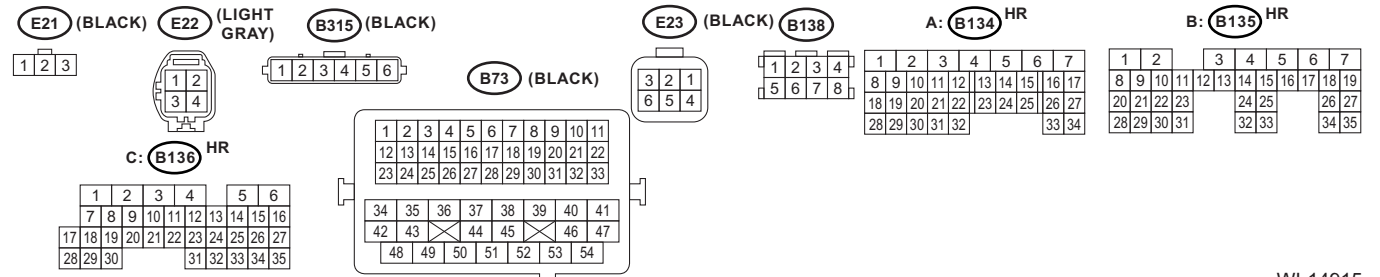 E21 (BLACK)
1 2 3
E22 (LIGHT GRAY)
1 2
3 4
B315 (BLACK)
1 2 3 4 5 6
B73 (BLACK)
1 2 3 4 5 6 7 8 9 10 11
12 13 14 15 16 17 18 19 20 21 22
23 24 25 26 27 28 29 30 31 32 33
34 35 36 37 38 39 40 41
42 43 44 45 46 47
48 49 50 51 52 53 54
E23 (BLACK)
3 2 1
6 5 4
B138
1 2 3 4
5 6 7 8
A: B134 HR
1 2 3 4 5 6 7
8 9 10 11 12 13 14 15 16 17
18 19 20 21 22 23 24 25 26 27
28 29 30 31 32 33 34
B: B135 HR
1 2 3 4 5 6 7
8 9 10 11 12 13 14 15 16 17 18 19
20 21 22 23 24 25 26 27
28 29 30 31 32 33 34 35
C: B136 HR
1 2 3 4 5 6
7 8 9 10 11 12 13 14 15 16
17 18 19 20 21 22 23 24 25 26 27
28 29 30 31 32 33 34 35